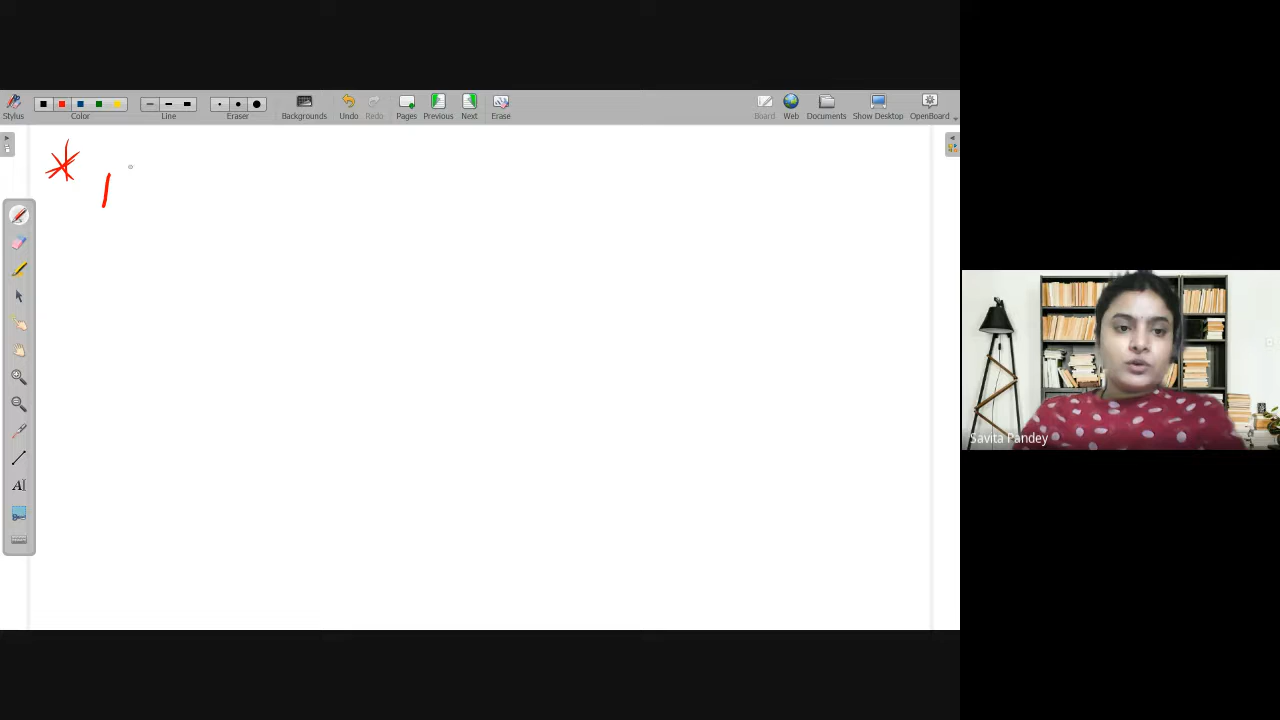 Stylus Color Line Eraser Backgrounds Undo Redo Pages Previous Next Erase Board Web Documents Show Desktop OpenBoard
*
AI
Savita Pandey